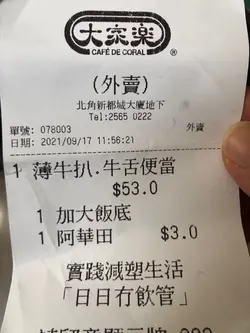 大家樂
CAFÉ DE CORAL ®
(外賣)
北角新都城大廈地下
Tel:2565 0222
單號: 078003 外賣
日期: 2021/09/17 11:56:21
1 薄牛扒.牛舌便當
$53.0
1 加大飯底
1 阿華田 $3.0
實踐減塑生活
「日日冇飲管」